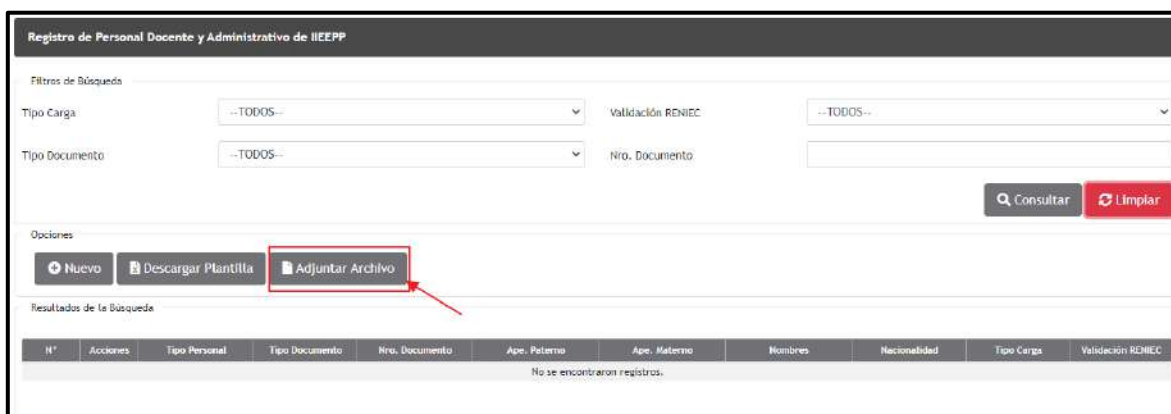 Registro de Personal Docente y Administrativo de IIEEPP
Filtros de Búsqueda
Tipo Carga --TODOS-- Validación RENIEC --TODOS--
Tipo Documento --TODOS-- Nro. Documento
Consultar Limpiar
Opciones
Nuevo Descargar Plantilla Adjuntar Archivo
Resultados de la Búsqueda
N° Acciones Tipo Personal Tipo Documento Nro. Documento Ape. Paterno Ape. Materno Nombres Nacionalidad Tipo Carga Validación RENIEC
No se encontraron registros.